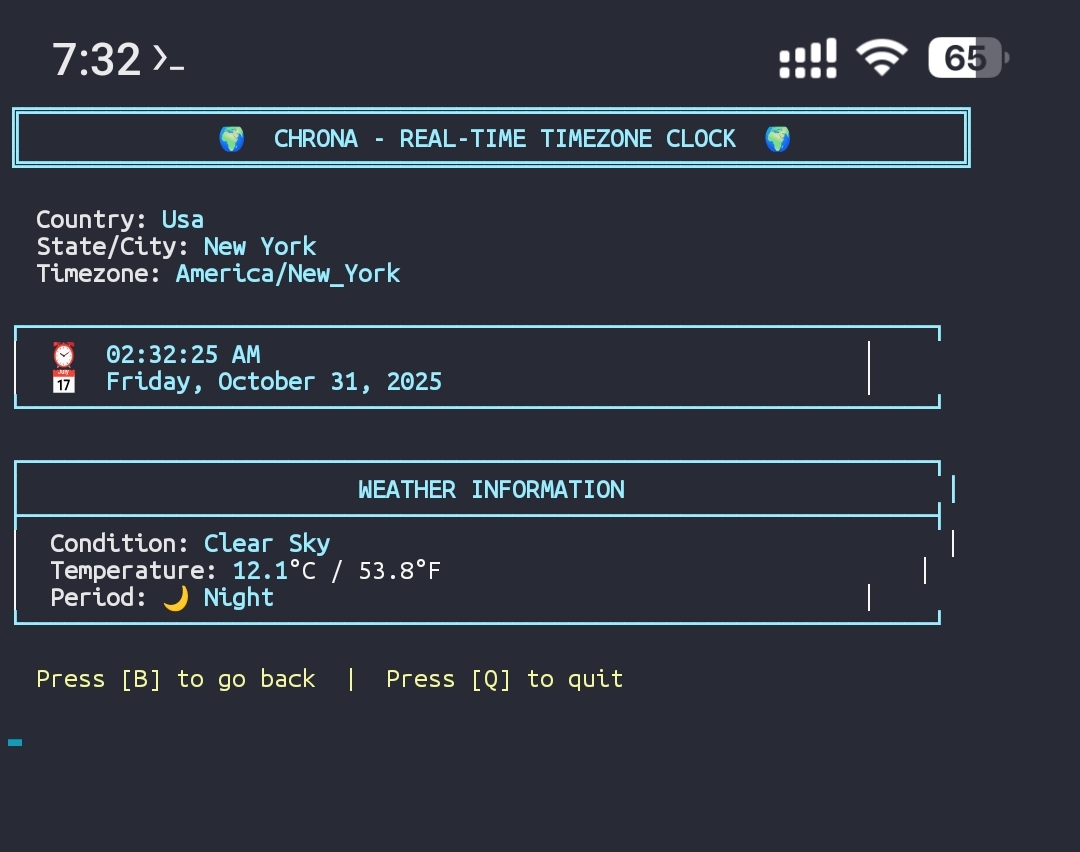 7:32 ›_ 65
🌍 CHRONA - REAL-TIME TIMEZONE CLOCK 🌍
Country: Usa
State/City: New York
Timezone: America/New_York
⏰ 02:32:25 AM
📅 Friday, October 31, 2025
WEATHER INFORMATION
Condition: Clear Sky
Temperature: 12.1°C / 53.8°F
Period: 🌙 Night
Press [B] to go back | Press [Q] to quit